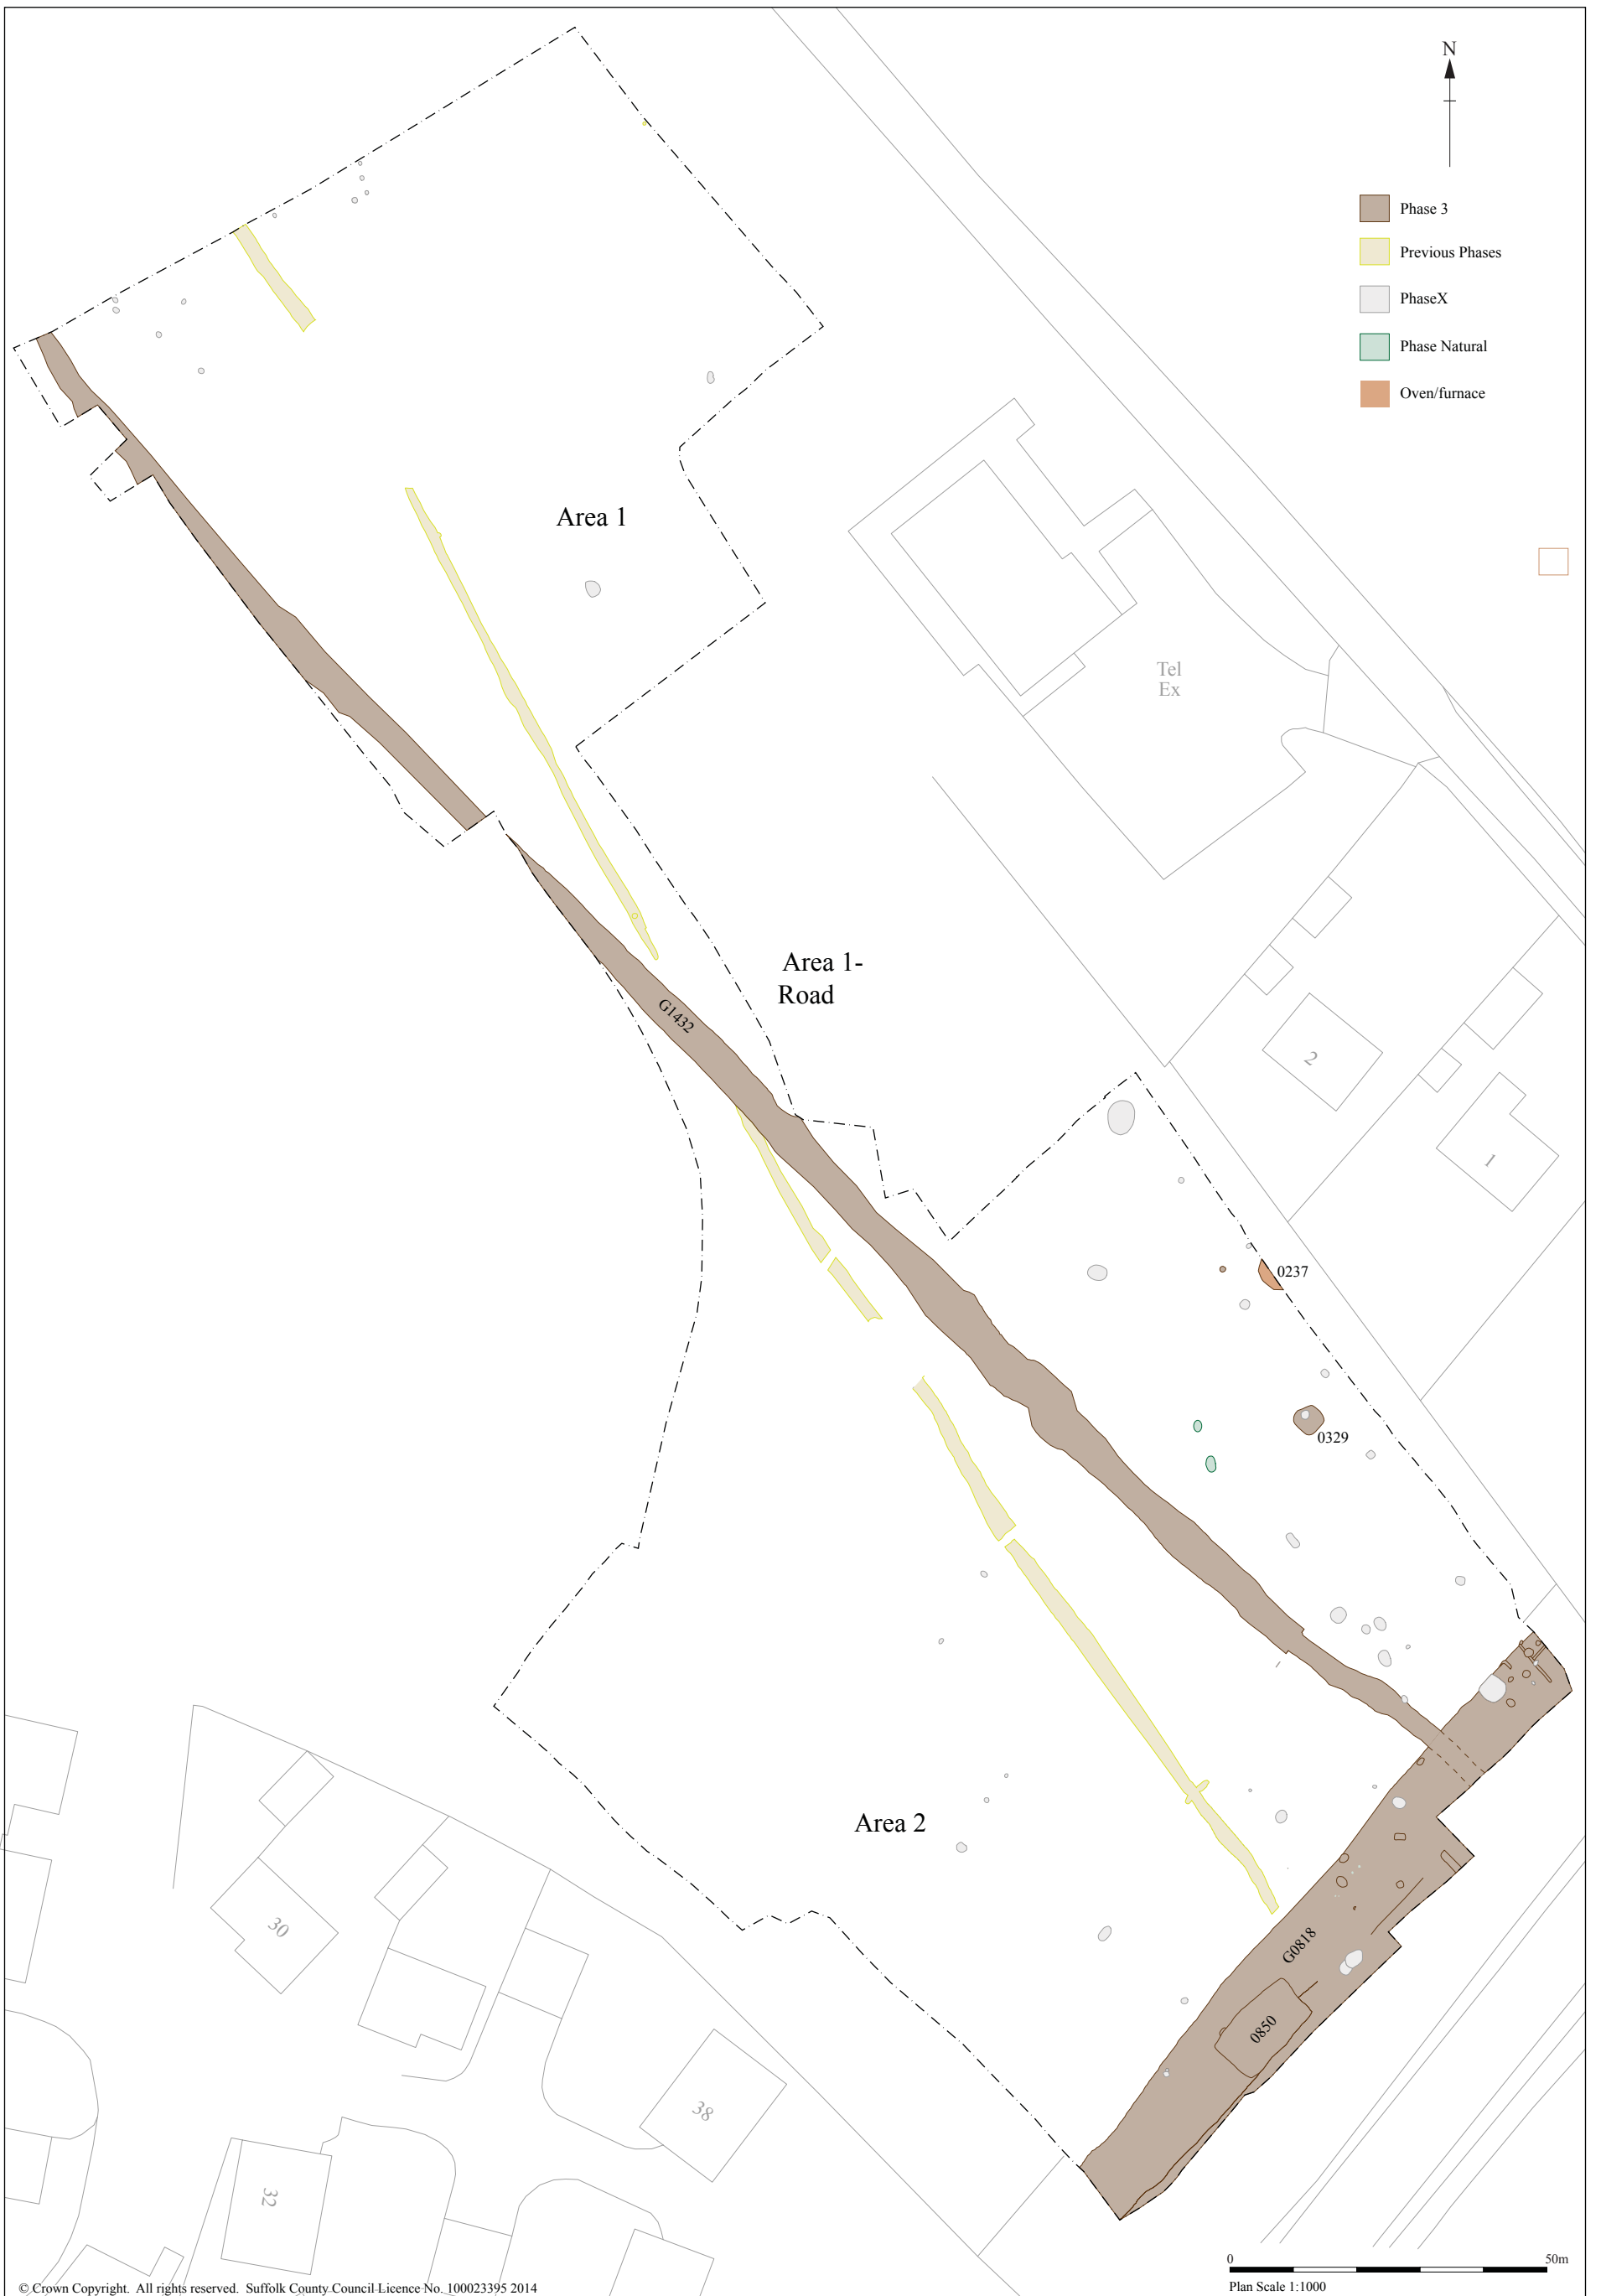 N
Phase 3
Previous Phases
PhaseX
Phase Natural
Oven/furnace
Area 1
Tel
Ex
Area 1-
Road
G1432
2
1
0237
0329
Area 2
30
G0818
0850
38
32
0 50m
Plan Scale 1:1000
© Crown Copyright. All rights reserved. Suffolk County Council Licence No. 100023395 2014